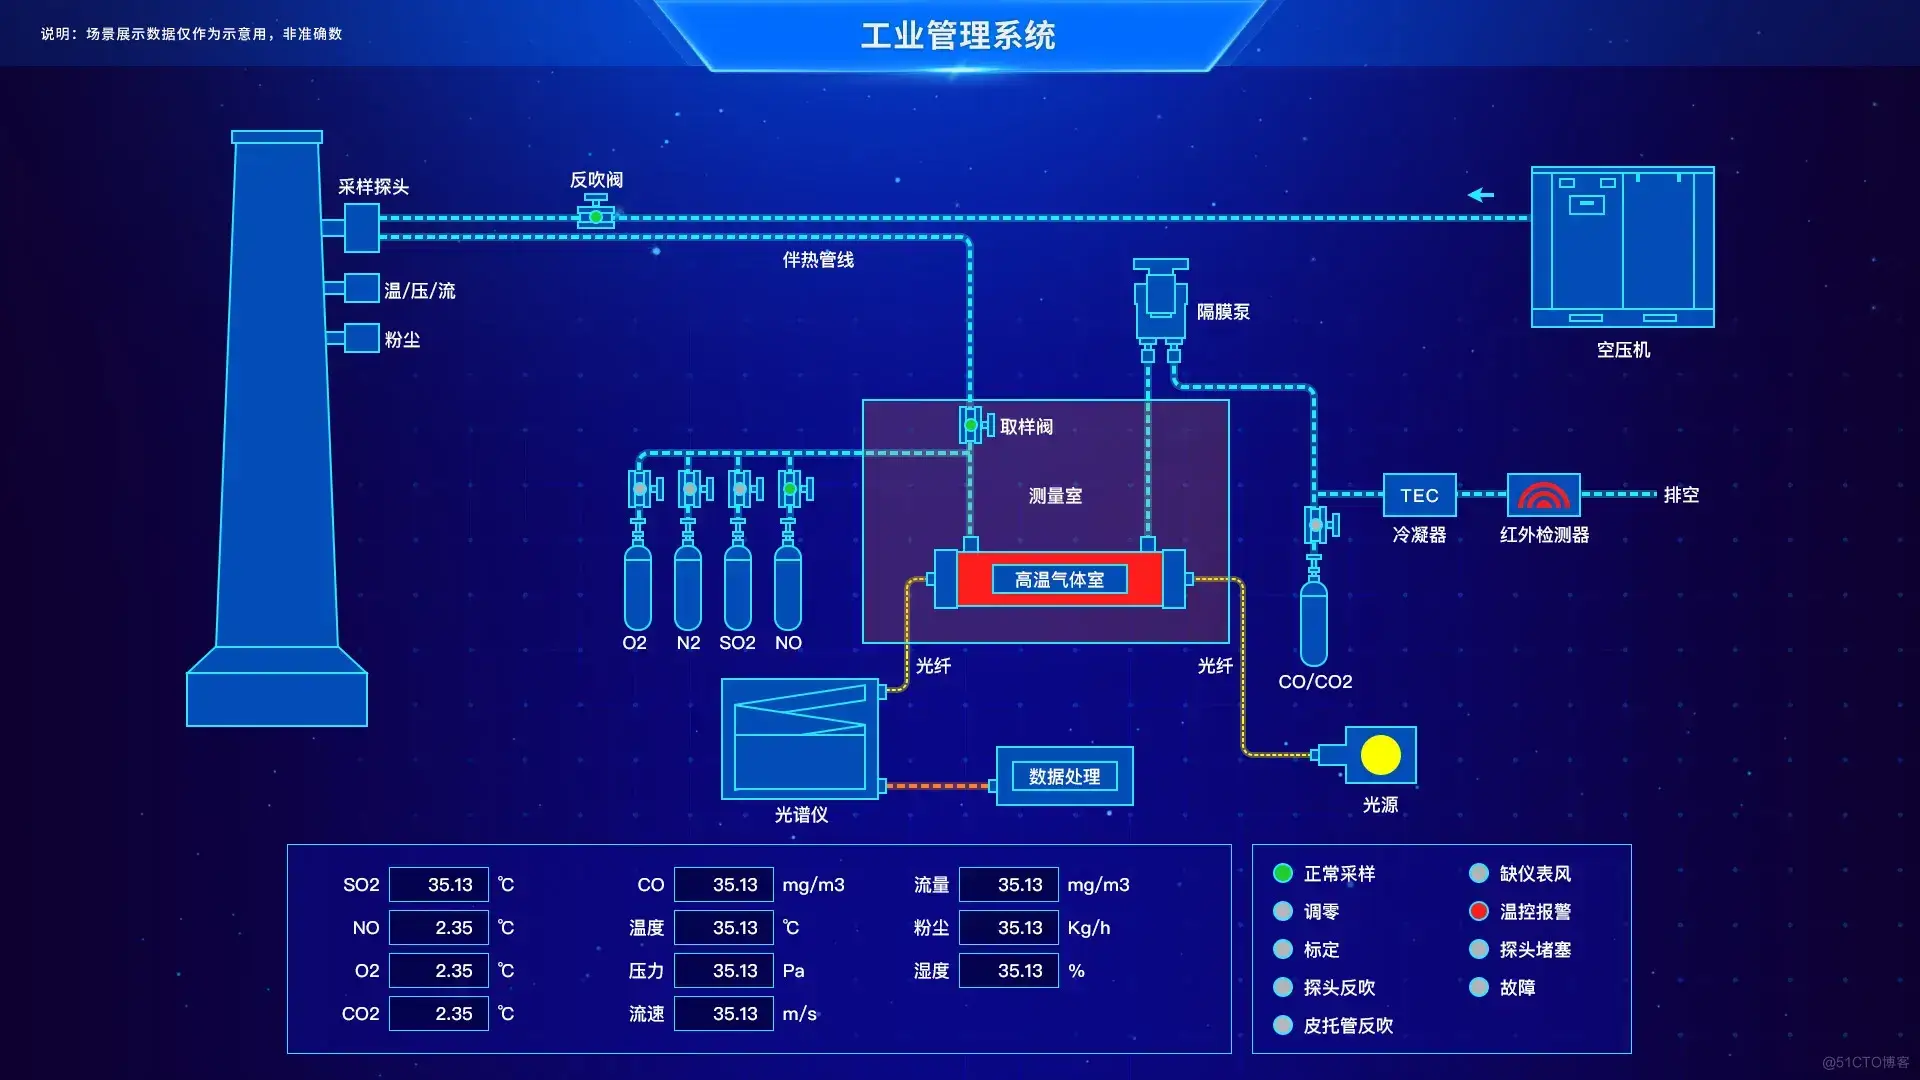 说明：场景展示数据仅作为示意用，非准确数
工业管理系统
采样探头
反吹阀
伴热管线
温/压/流
粉尘
隔膜泵
空压机
取样阀
测量室
TEC
排空
冷凝器
红外检测器
高温气体室
O2 N2 SO2 NO
光纤
光纤
CO/CO2
数据处理
光谱仪
光源
SO2 35.13 ℃ CO 35.13 mg/m3 流量 35.13 mg/m3
NO 2.35 ℃ 温度 35.13 ℃ 粉尘 35.13 Kg/h
O2 2.35 ℃ 压力 35.13 Pa 湿度 35.13 %
CO2 2.35 ℃ 流速 35.13 m/s
正常采样 缺仪表风
调零 温控报警
标定 探头堵塞
探头反吹 故障
皮托管反吹
@51CTO博客